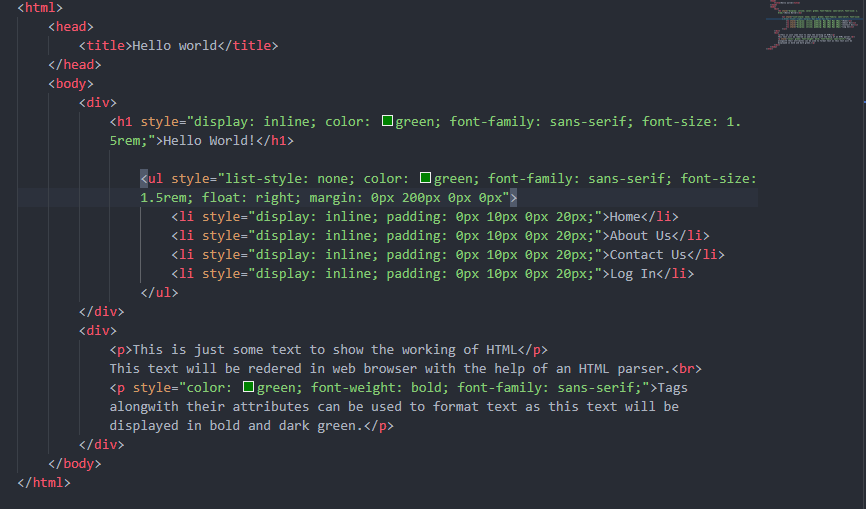 <html>
<head>
<title>Hello world</title>
</head>
<body>
<div>
<h1 style="display: inline; color: green; font-family: sans-serif; font-size: 1.
5rem;">Hello World!</h1>
<ul style="list-style: none; color: green; font-family: sans-serif; font-size:
1.5rem; float: right; margin: 0px 200px 0px 0px">
<li style="display: inline; padding: 0px 10px 0px 20px;">Home</li>
<li style="display: inline; padding: 0px 10px 0px 20px;">About Us</li>
<li style="display: inline; padding: 0px 10px 0px 20px;">Contact Us</li>
<li style="display: inline; padding: 0px 10px 0px 20px;">Log In</li>
</ul>
</div>
<div>
<p>This is just some text to show the working of HTML</p>
This text will be redered in web browser with the help of an HTML parser.<br>
<p style="color: green; font-weight: bold; font-family: sans-serif;">Tags
alongwith their attributes can be used to format text as this text will be
displayed in bold and dark green.</p>
</div>
</body>
</html>